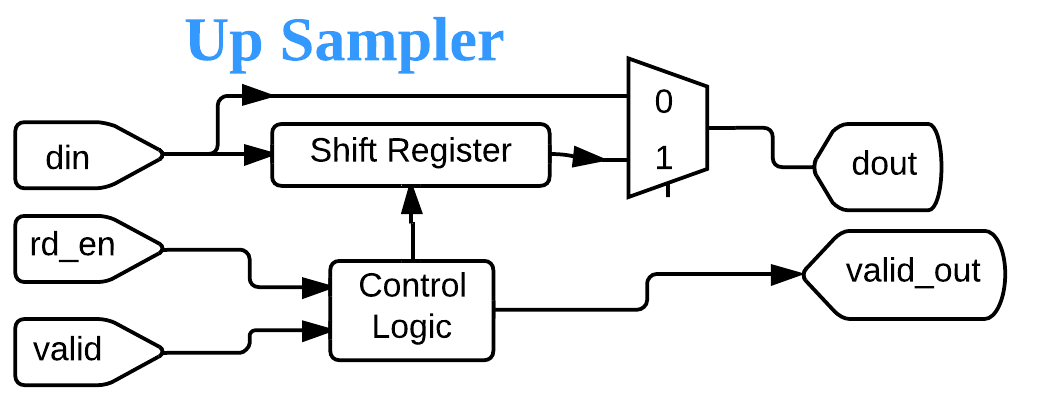 Up Sampler
0
din
Shift Register
1
dout
rd_en
Control
Logic
valid_out
valid